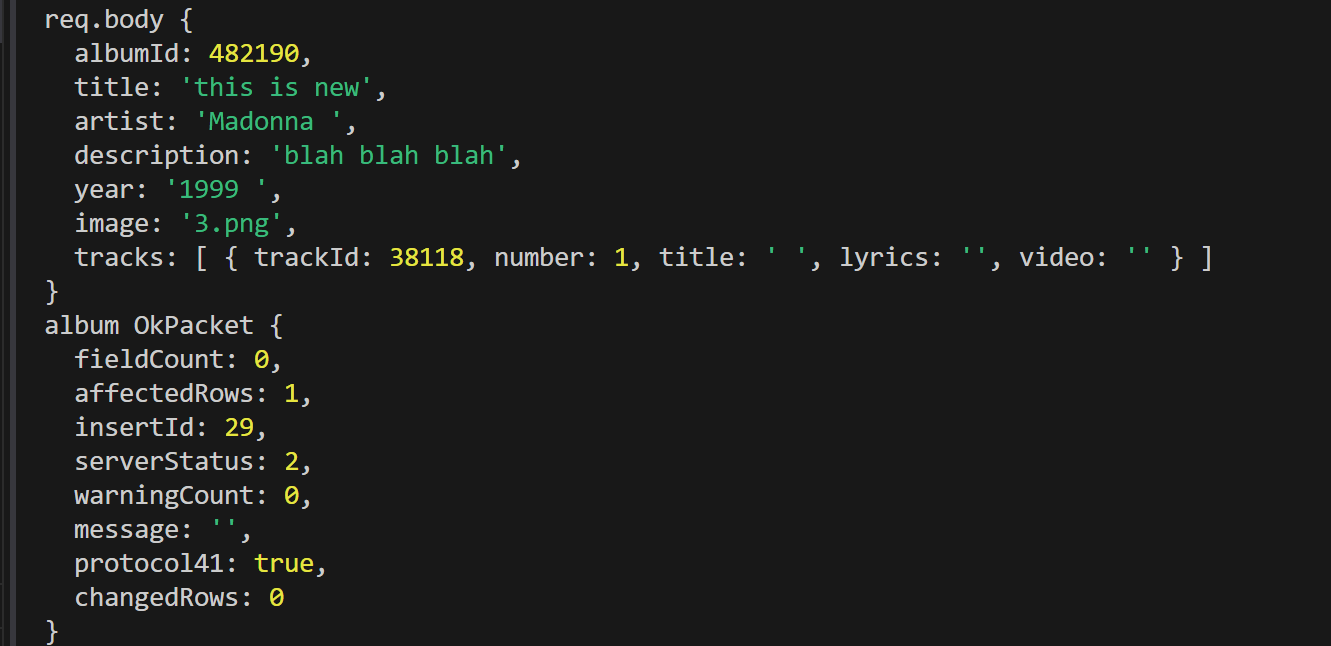 req.body {
  albumId: 482190,
  title: 'this is new',
  artist: 'Madonna ',
  description: 'blah blah blah',
  year: '1999 ',
  image: '3.png',
  tracks: [ { trackId: 38118, number: 1, title: ' ', lyrics: '', video: '' } ]
}
album OkPacket {
  fieldCount: 0,
  affectedRows: 1,
  insertId: 29,
  serverStatus: 2,
  warningCount: 0,
  message: '',
  protocol41: true,
  changedRows: 0
}